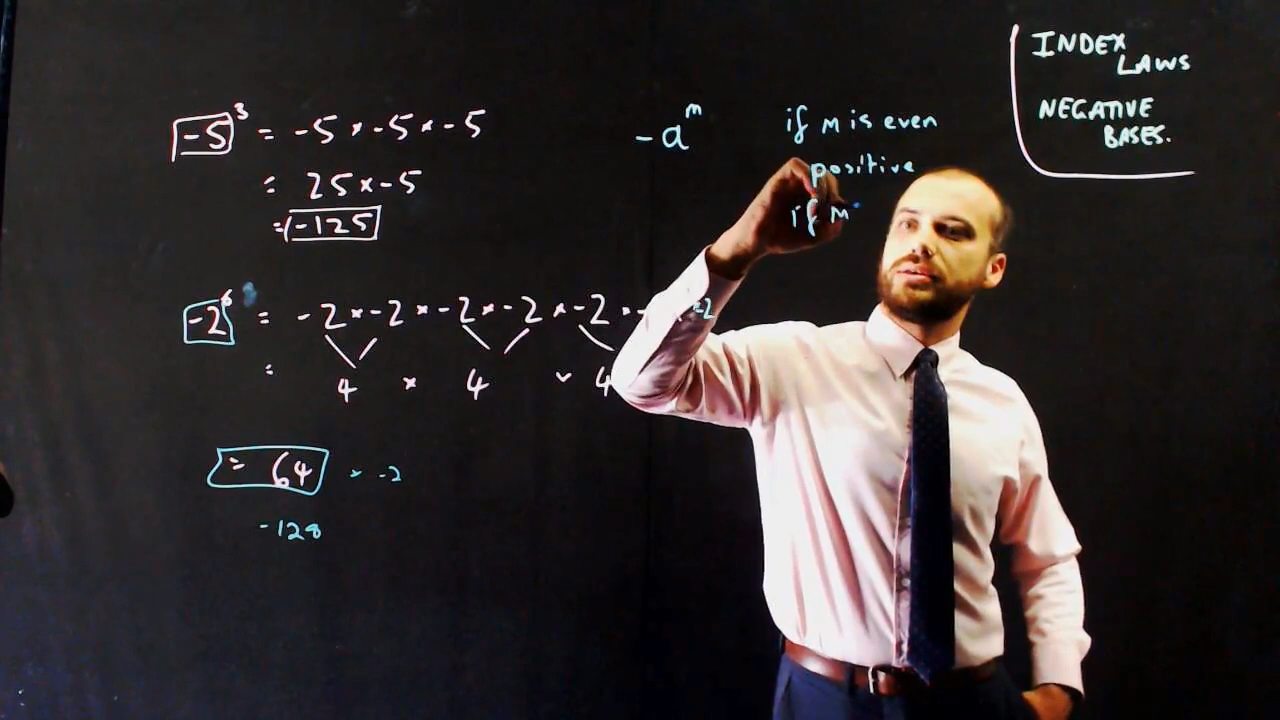 -5³ = -5 × -5 × -5
= 25 × -5
= -125
-2⁶ = -2 × -2 × -2 × -2 × -2 × -2
= 4 × 4 × 4
= 64 × -2
-128
-aᵐ
if m is even
positive
if m
INDEX
LAWS
NEGATIVE
BASES.